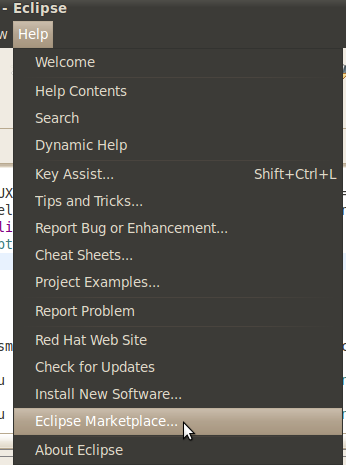 - Eclipse
Help
Welcome
Help Contents
Search
Dynamic Help
Key Assist... Shift+Ctrl+L
Tips and Tricks...
Report Bug or Enhancement...
Cheat Sheets...
Project Examples...
Report Problem
Red Hat Web Site
Check for Updates
Install New Software...
Eclipse Marketplace...
About Eclipse